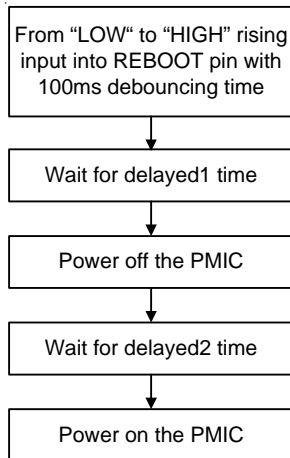 From “LOW“ to “HIGH” rising
input into REBOOT pin with
100ms debouncing time
Wait for delayed1 time
Power off the PMIC
Wait for delayed2 time
Power on the PMIC